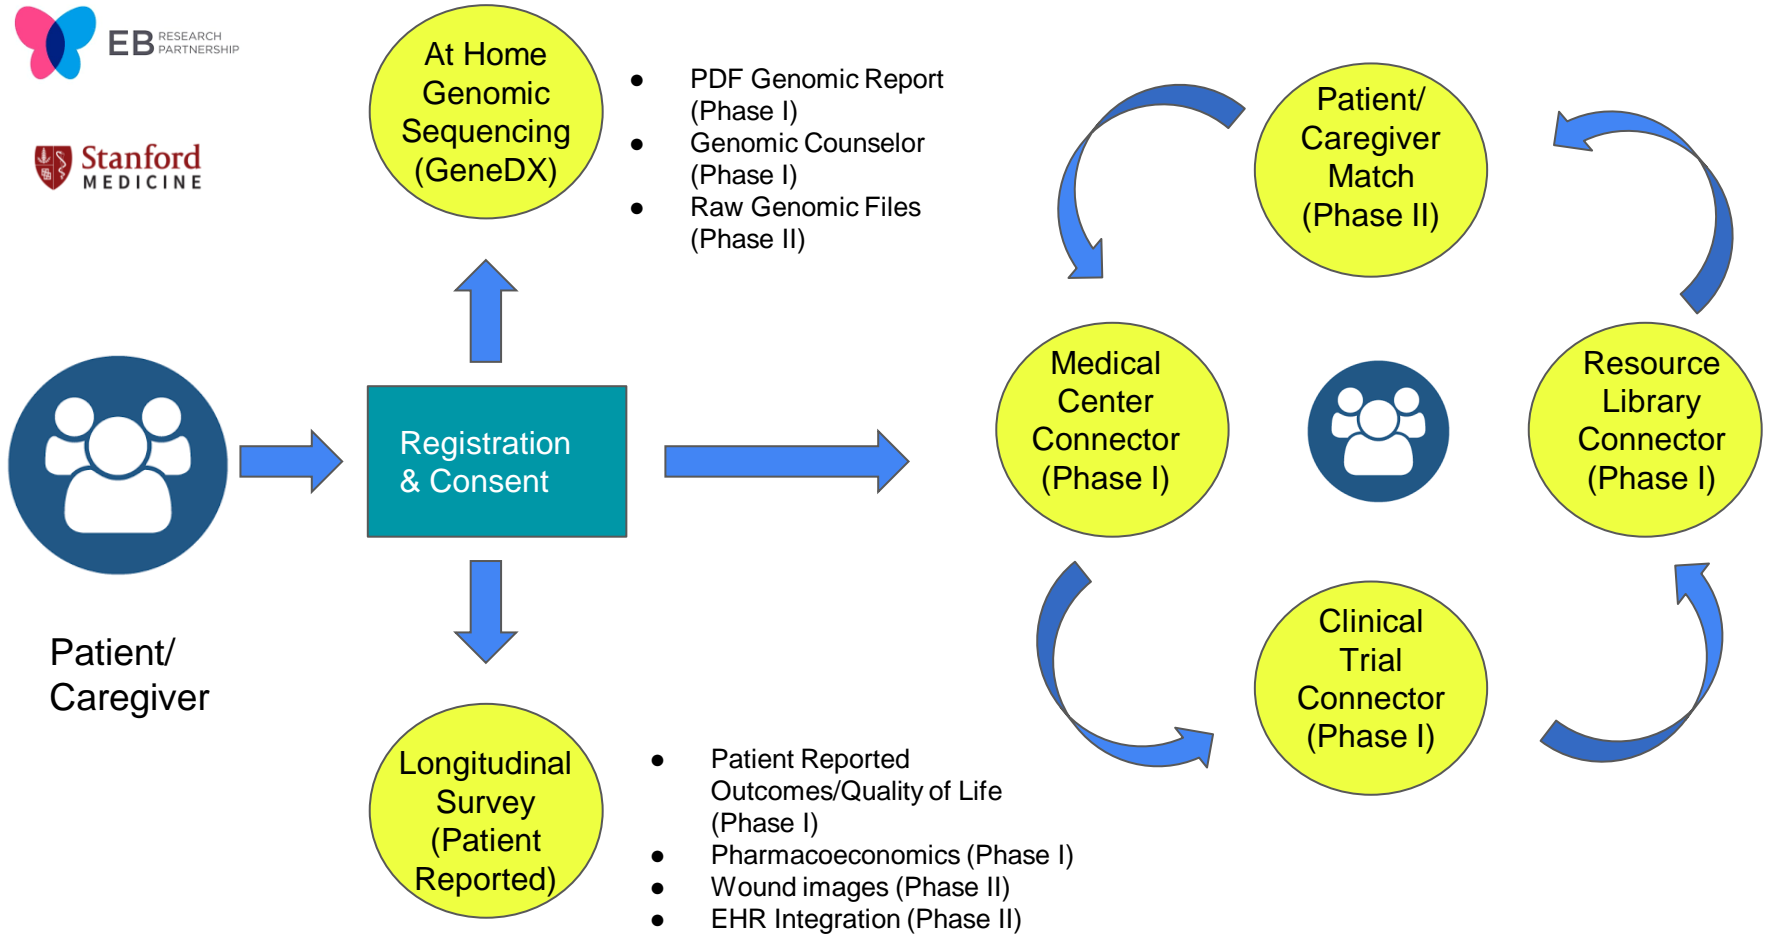 EB RESEARCH
PARTNERSHIP
Stanford
MEDICINE
At Home
Genomic
Sequencing
(GeneDX)
● PDF Genomic Report
(Phase I)
● Genomic Counselor
(Phase I)
● Raw Genomic Files
(Phase II)
Patient/
Caregiver
Registration
& Consent
Longitudinal
Survey
(Patient
Reported)
● Patient Reported
Outcomes/Quality of Life
(Phase I)
● Pharmacoeconomics (Phase I)
● Wound images (Phase II)
● EHR Integration (Phase II)
Patient/
Caregiver
Match
(Phase II)
Medical
Center
Connector
(Phase I)
Resource
Library
Connector
(Phase I)
Clinical
Trial
Connector
(Phase I)